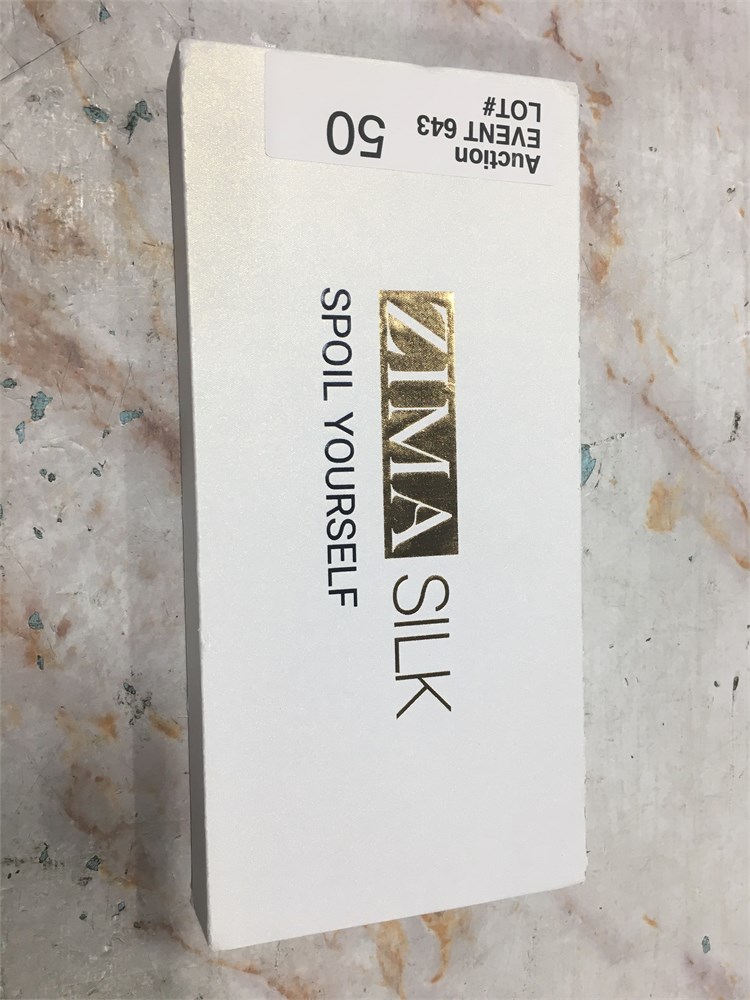 Auction
EVENT 643
LOT# 50
ZIMA SILK
SPOIL YOURSELF